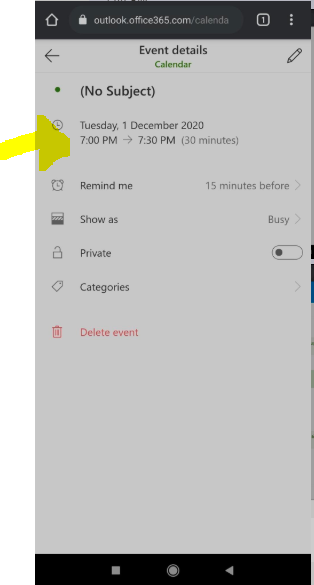 outlook.office365.com/calenda
1
Event details
Calendar
(No Subject)
Tuesday, 1 December 2020
7:00 PM → 7:30 PM (30 minutes)
Remind me 15 minutes before
Show as Busy
Private
Categories
Delete event